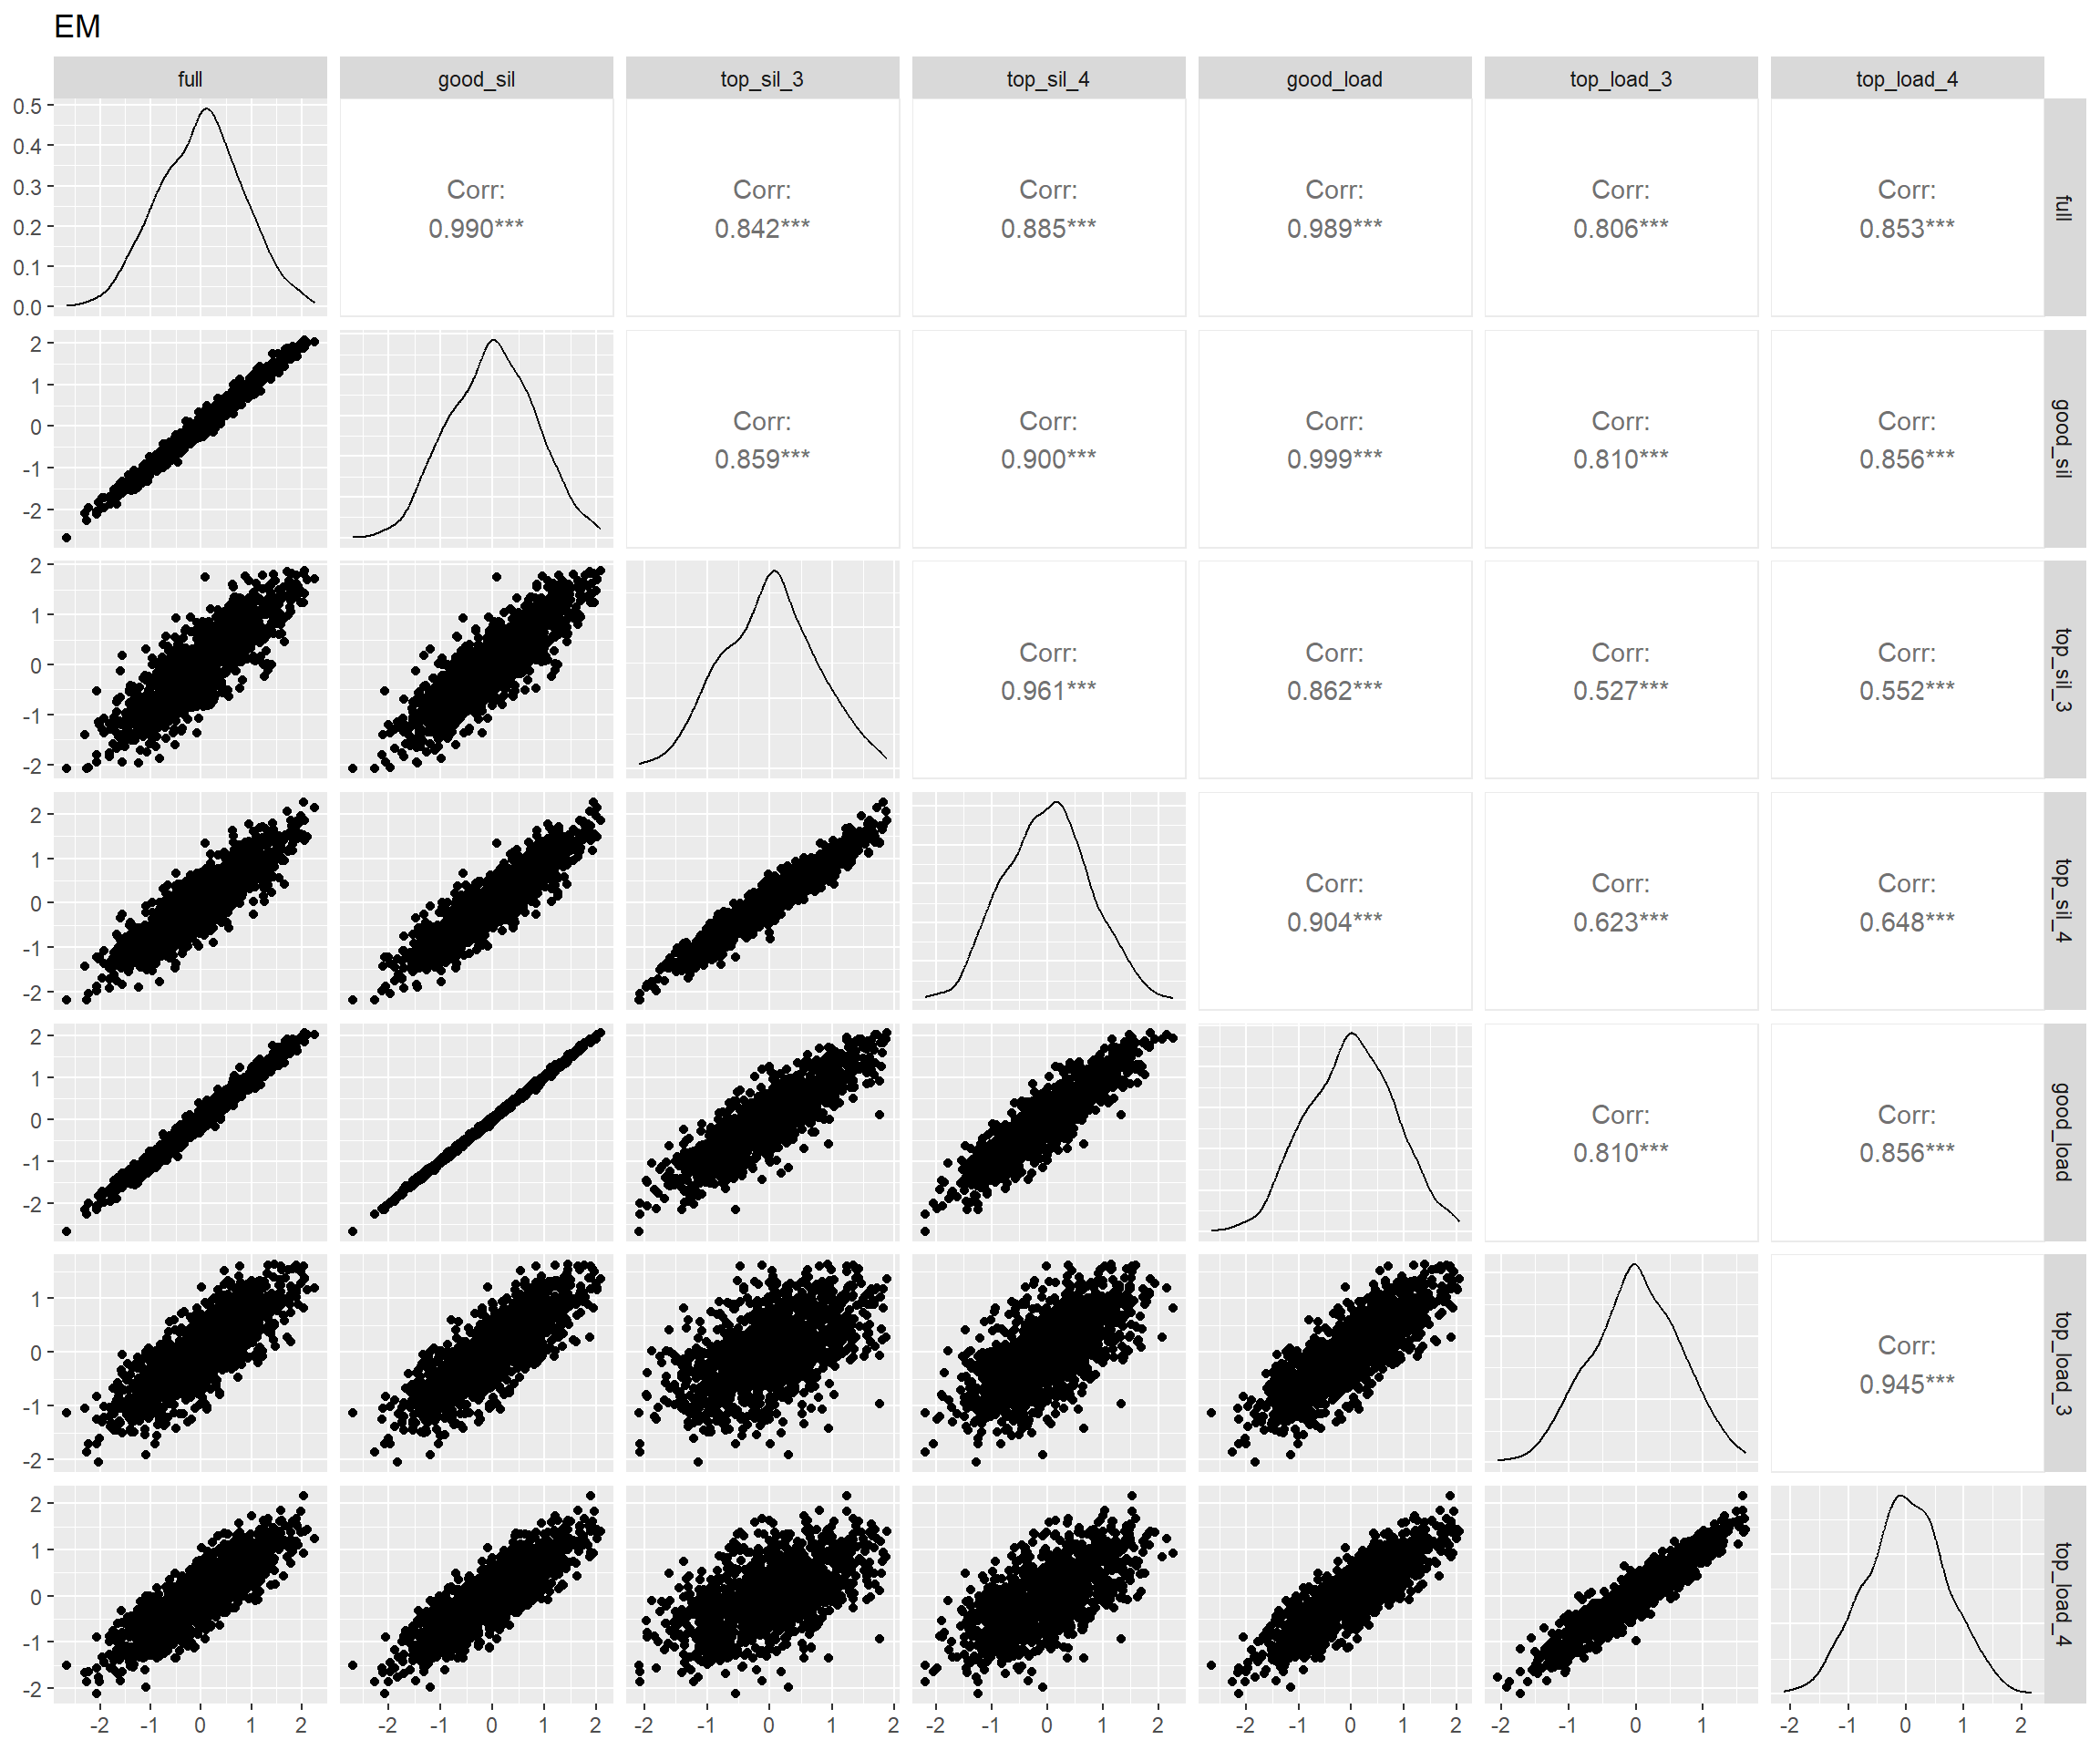 EM
full good_sil top_sil_3 top_sil_4 good_load top_load_3 top_load_4
0.5
0.4
0.3
0.2
0.1
0.0
Corr: Corr: Corr: Corr: Corr: Corr:
0.990*** 0.842*** 0.885*** 0.989*** 0.806*** 0.853***
full
2
1
0
-1
-2
Corr: Corr: Corr: Corr: Corr:
0.859*** 0.900*** 0.999*** 0.810*** 0.856***
good_sil
2
1
0
-1
-2
Corr: Corr: Corr: Corr:
0.961*** 0.862*** 0.527*** 0.552***
top_sil_3
2
1
0
-1
-2
Corr: Corr: Corr:
0.904*** 0.623*** 0.648***
top_sil_4
2
1
0
-1
-2
Corr: Corr:
0.810*** 0.856***
good_load
1
0
-1
-2
Corr:
0.945***
top_load_3
2
1
0
-1
-2
top_load_4
-2 -1 0 1 2 -2 -1 0 1 2 -2 -1 0 1 2 -2 -1 0 1 2 -2 -1 0 1 2 -2 -1 0 1 -2 -1 0 1 2